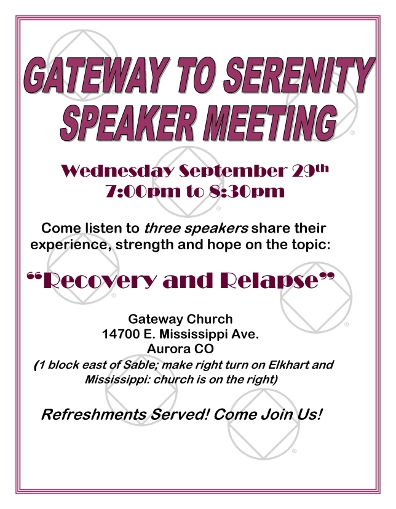 GATEWAY TO SERENITY
SPEAKER MEETING
Wednesday September 29th
7:00pm to 8:30pm
Come listen to three speakers share their
experience, strength and hope on the topic:
“Recovery and Relapse”
Gateway Church
14700 E. Mississippi Ave.
Aurora CO
(1 block east of Sable; make right turn on Elkhart and
Mississippi: church is on the right)
Refreshments Served! Come Join Us!